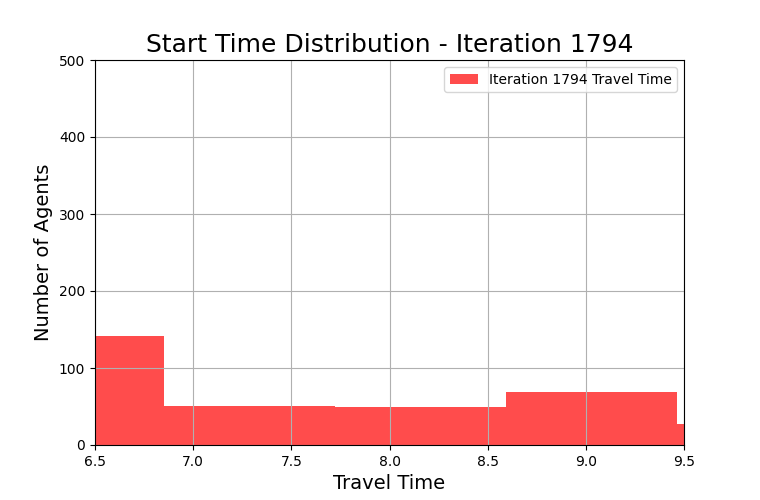 Start Time Distribution - Iteration 1794
Iteration 1794 Travel Time
Number of Agents
500
400
300
200
100
0
6.5 7.0 7.5 8.0 8.5 9.0 9.5
Travel Time